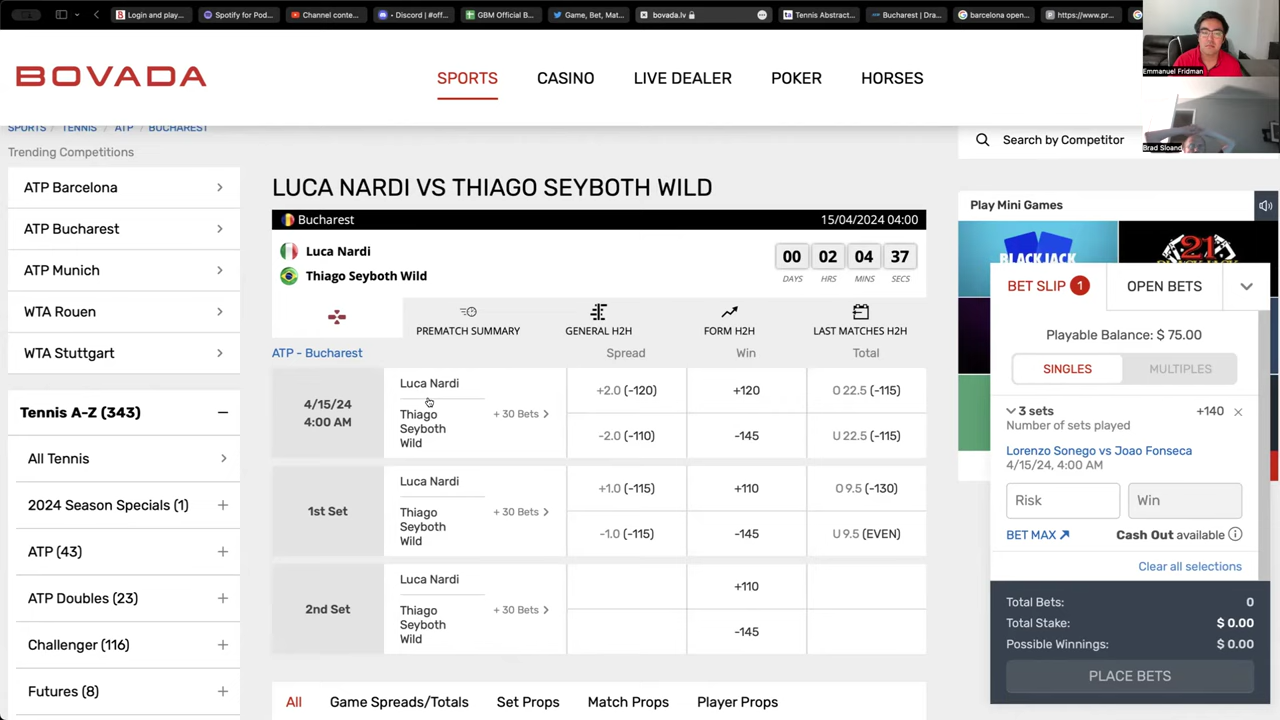 Login and play...
Spotify for Pod...
Channel conte...
Discord | #off...
GBM Official B...
Game, Bet, Mat...
bovada.lv
Tennis Abstract...
Bucharest | Dra...
barcelona open...
https://www.pr...
BOVADA
SPORTS
CASINO
LIVE DEALER
POKER
HORSES
Emmanuel Fridman
Brad Sloand
SPORTS
TENNIS
ATP
BUCHAREST
Trending Competitions
ATP Barcelona
ATP Bucharest
ATP Munich
WTA Rouen
WTA Stuttgart
Tennis A-Z (343)
All Tennis
2024 Season Specials (1)
ATP (43)
ATP Doubles (23)
Challenger (116)
Futures (8)
LUCA NARDI VS THIAGO SEYBOTH WILD
Bucharest
15/04/2024 04:00
Luca Nardi
Thiago Seyboth Wild
00 02 04 37
DAYS HRS MINS SECS
PREMATCH SUMMARY
GENERAL H2H
FORM H2H
LAST MATCHES H2H
ATP - Bucharest
Spread
Win
Total
4/15/24
4:00 AM
Luca Nardi
Thiago
Seyboth
Wild
+ 30 Bets
+2.0 (-120)
+120
O 22.5 (-115)
-2.0 (-110)
-145
U 22.5 (-115)
1st Set
Luca Nardi
Thiago
Seyboth
Wild
+ 30 Bets
+1.0 (-115)
+110
O 9.5 (-130)
-1.0 (-115)
-145
U 9.5 (EVEN)
2nd Set
Luca Nardi
Thiago
Seyboth
Wild
+ 30 Bets
+110
-145
All
Game Spreads/Totals
Set Props
Match Props
Player Props
Search by Competitor
Play Mini Games
BLACKJACK
21
BET SLIP 1
OPEN BETS
Playable Balance: $ 75.00
SINGLES
MULTIPLES
3 sets
+140
Number of sets played
Lorenzo Sonego vs Joao Fonseca
4/15/24, 4:00 AM
Risk
Win
BET MAX
Cash Out available
Clear all selections
Total Bets:
0
Total Stake:
$ 0.00
Possible Winnings:
$ 0.00
PLACE BETS